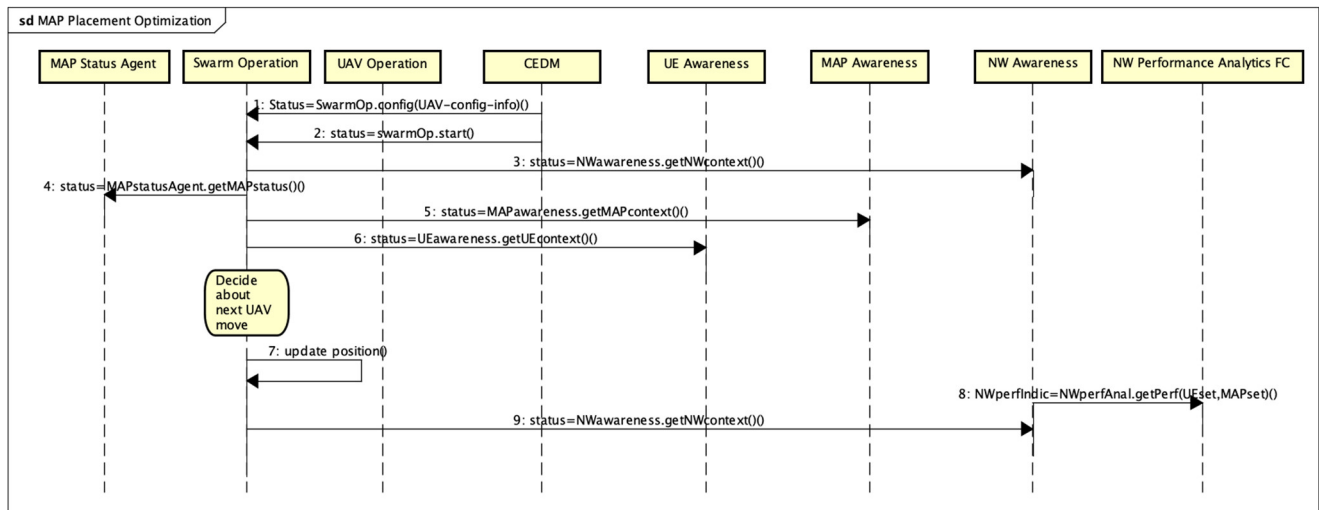 sd MAP Placement Optimization
MAP Status Agent
Swarm Operation
UAV Operation
CEDM
UE Awareness
MAP Awareness
NW Awareness
NW Performance Analytics FC
1: Status=SwarmOp.config(UAV-config-info)()
2: status=swarmOp.start()
3: status=NWawareness.getNWcontext()()
4: status=MAPstatusAgent.getMAPstatus()()
5: status=MAPawareness.getMAPcontext()()
6: status=UEawareness.getUEcontext()()
Decide
about
next UAV
move
7: update position()
8: NWperfIndic=NWperfAnal.getPerf(UEset,MAPset)()
9: status=NWawareness.getNWcontext()()